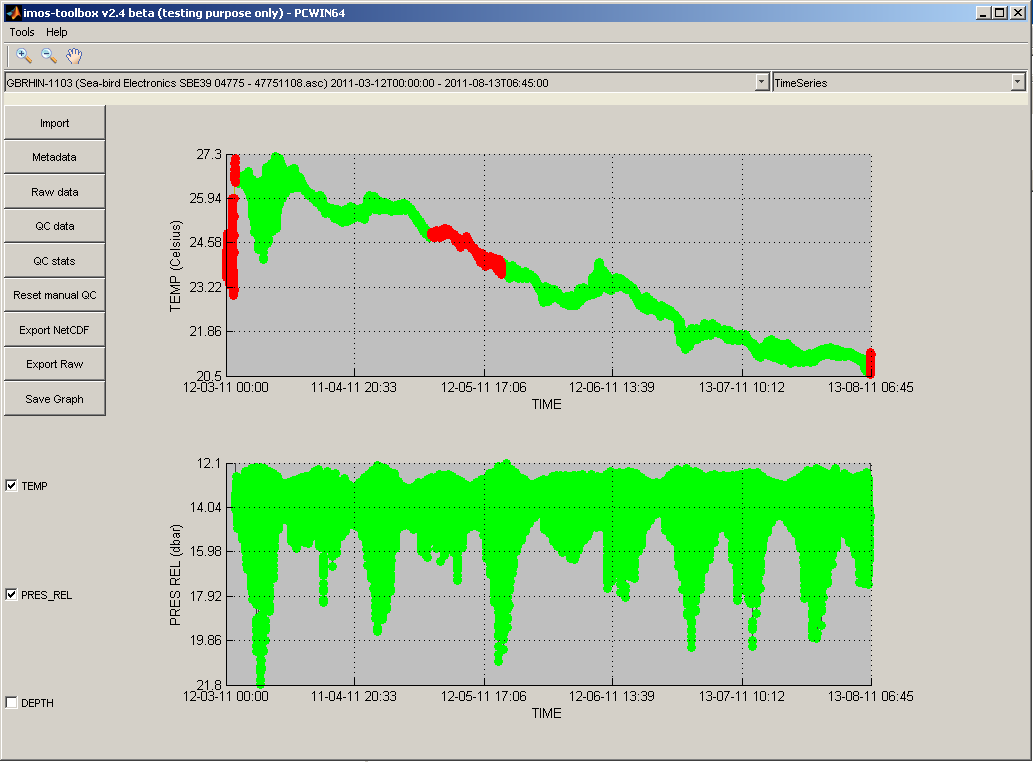 imos-toolbox v2.4 beta (testing purpose only) - PCWIN64
Tools Help
GBRHIN-1103 (Sea-bird Electronics SBE39 04775 - 47751108.asc) 2011-03-12T00:00:00 - 2011-08-13T06:45:00
TimeSeries
Import
Metadata
Raw data
QC data
QC stats
Reset manual QC
Export NetCDF
Export Raw
Save Graph
TEMP
PRES_REL
DEPTH
TEMP (Celsius)
27.3
25.94
24.58
23.22
21.86
20.5
12-03-11 00:00 11-04-11 20:33 12-05-11 17:06 12-06-11 13:39 13-07-11 10:12 13-08-11 06:45
TIME
PRES REL (dbar)
12.1
14.04
15.98
17.92
19.86
21.8
12-03-11 00:00 11-04-11 20:33 12-05-11 17:06 12-06-11 13:39 13-07-11 10:12 13-08-11 06:45
TIME